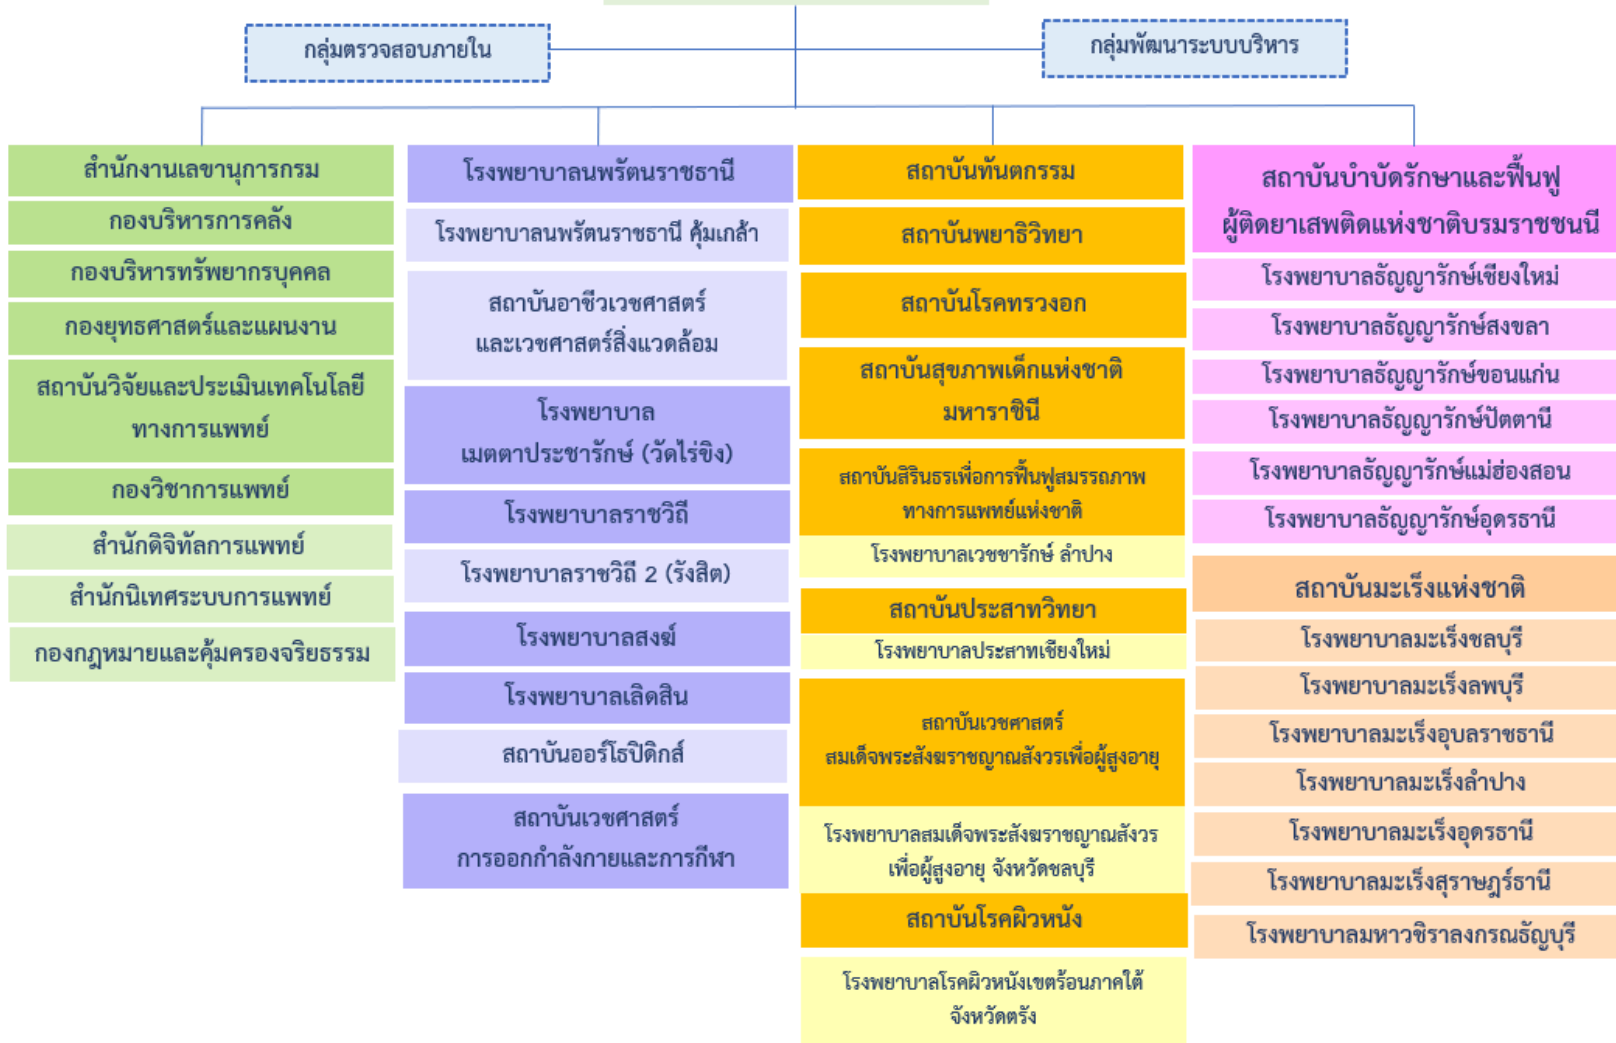 กลุ่มตรวจสอบภายใน
กลุ่มพัฒนาระบบบริหาร
สำนักงานเลขานุการกรม
กองบริหารการคลัง
กองบริหารทรัพยากรบุคคล
กองยุทธศาสตร์และแผนงาน
สถาบันวิจัยและประเมินเทคโนโลยี
ทางการแพทย์
กองวิชาการแพทย์
สำนักดิจิทัลการแพทย์
สำนักนิเทศระบบการแพทย์
กองกฎหมายและคุ้มครองจริยธรรม
โรงพยาบาลนพรัตนราชธานี
โรงพยาบาลนพรัตนราชธานี คุ้มเกล้า
สถาบันอาชีวเวชศาสตร์
และเวชศาสตร์สิ่งแวดล้อม
โรงพยาบาล
เมตตาประชารักษ์ (วัดไร่ขิง)
โรงพยาบาลราชวิถี
โรงพยาบาลราชวิถี 2 (รังสิต)
โรงพยาบาลสงฆ์
โรงพยาบาลเลิดสิน
สถาบันออร์โธปิดิกส์
สถาบันเวชศาสตร์
การออกกำลังกายและการกีฬา
สถาบันทันตกรรม
สถาบันพยาธิวิทยา
สถาบันโรคทรวงอก
สถาบันสุขภาพเด็กแห่งชาติ
มหาราชินี
สถาบันสิรินธรเพื่อการฟื้นฟูสมรรถภาพ
ทางการแพทย์แห่งชาติ
โรงพยาบาลเวชชารักษ์ ลำปาง
สถาบันประสาทวิทยา
โรงพยาบาลประสาทเชียงใหม่
สถาบันเวชศาสตร์
สมเด็จพระสังฆราชญาณสังวรเพื่อผู้สูงอายุ
โรงพยาบาลสมเด็จพระสังฆราชญาณสังวร
เพื่อผู้สูงอายุ จังหวัดชลบุรี
สถาบันโรคผิวหนัง
โรงพยาบาลโรคผิวหนังเขตร้อนภาคใต้
จังหวัดตรัง
สถาบันบำบัดรักษาและฟื้นฟู
ผู้ติดยาเสพติดแห่งชาติบรมราชชนนี
โรงพยาบาลธัญญารักษ์เชียงใหม่
โรงพยาบาลธัญญารักษ์สงขลา
โรงพยาบาลธัญญารักษ์ขอนแก่น
โรงพยาบาลธัญญารักษ์ปัตตานี
โรงพยาบาลธัญญารักษ์แม่ฮ่องสอน
โรงพยาบาลธัญญารักษ์อุดรธานี
สถาบันมะเร็งแห่งชาติ
โรงพยาบาลมะเร็งชลบุรี
โรงพยาบาลมะเร็งลพบุรี
โรงพยาบาลมะเร็งอุบลราชธานี
โรงพยาบาลมะเร็งลำปาง
โรงพยาบาลมะเร็งอุดรธานี
โรงพยาบาลมะเร็งสุราษฎร์ธานี
โรงพยาบาลมหาวชิราลงกรณธัญบุรี